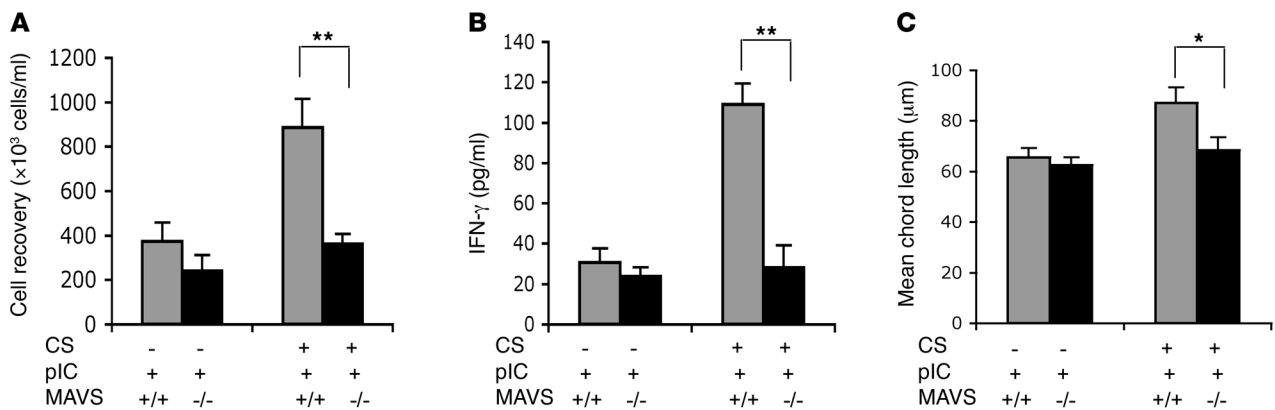 A
Cell recovery (×10³ cells/ml)
1200
1000
800
600
400
200
0
**
CS - - + +
pIC + + + +
MAVS +/+ -/- +/+ -/-
B
IFN-γ (pg/ml)
140
120
100
80
60
40
20
0
**
CS - - + +
pIC + + + +
MAVS +/+ -/- +/+ -/-
C
Mean chord length (μm)
100
80
60
40
20
0
*
CS - - + +
pIC + + + +
MAVS +/+ -/- +/+ -/-